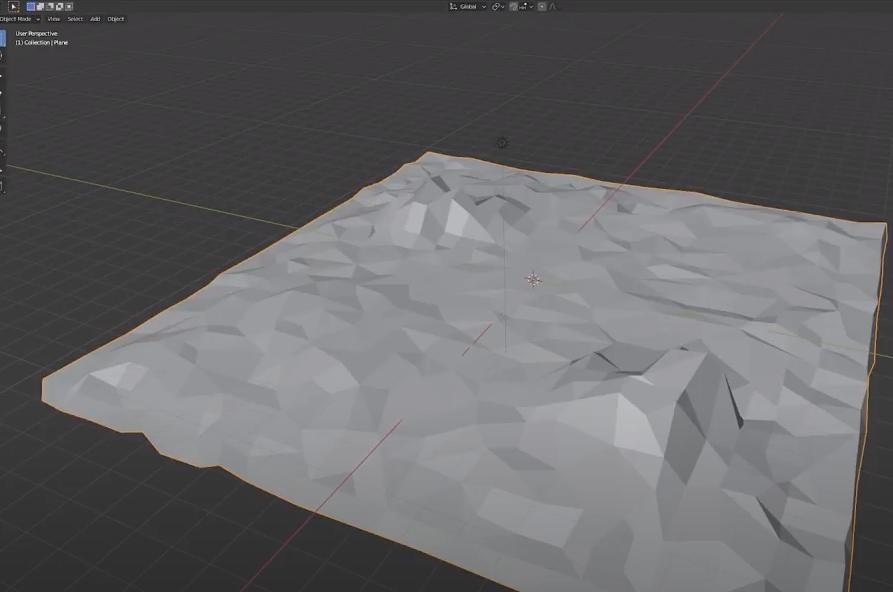 Global
Object Mode View Select Add Object
User Perspective
(1) Collection | Plane